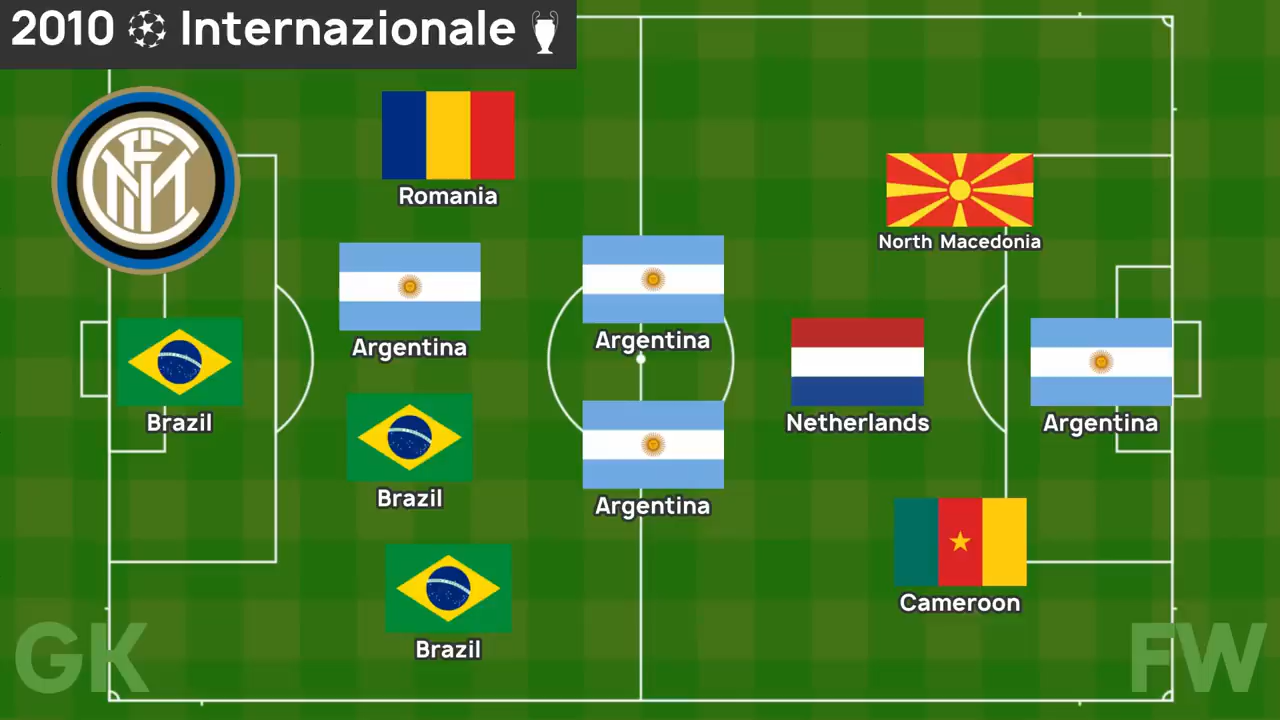 2010 Internazionale
Romania
North Macedonia
Argentina
Argentina
Brazil
Netherlands
Argentina
Brazil
Argentina
Cameroon
Brazil
GK
FW